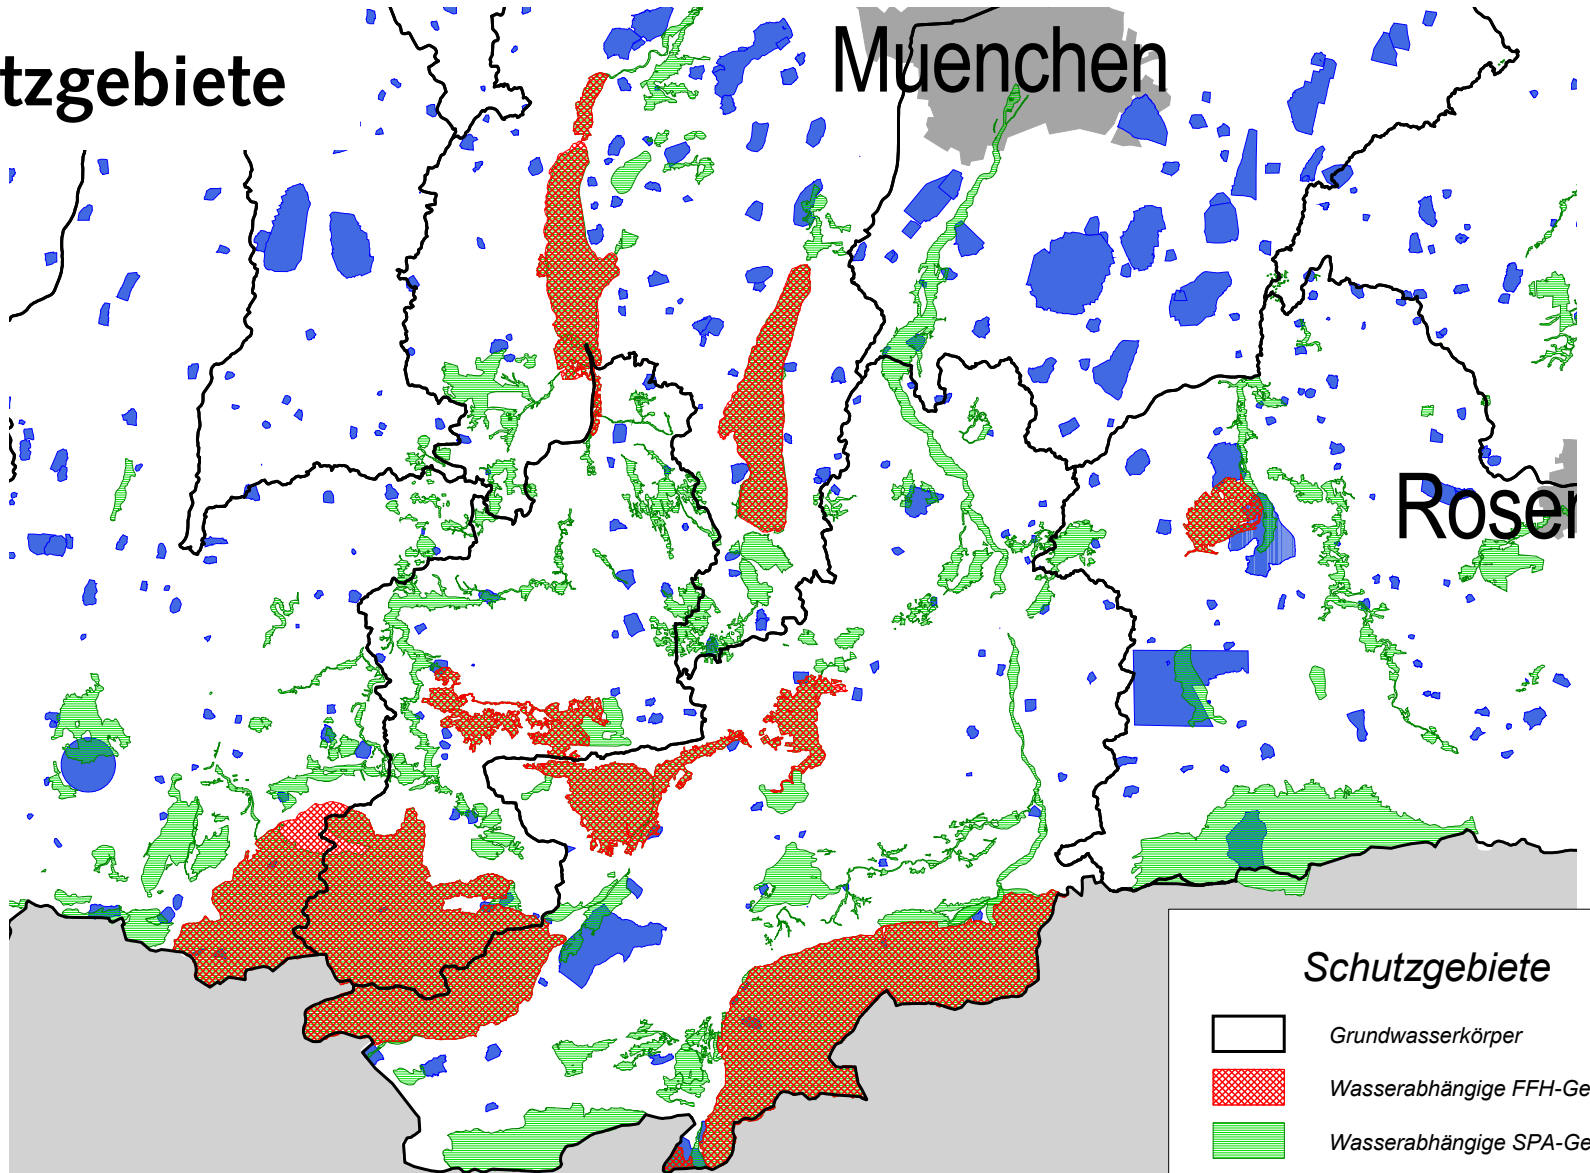 tzgebiete
Muenchen
Rosen
Schutzgebiete
Grundwasserkörper
Wasserabhängige FFH-Ge
Wasserabhängige SPA-Ge